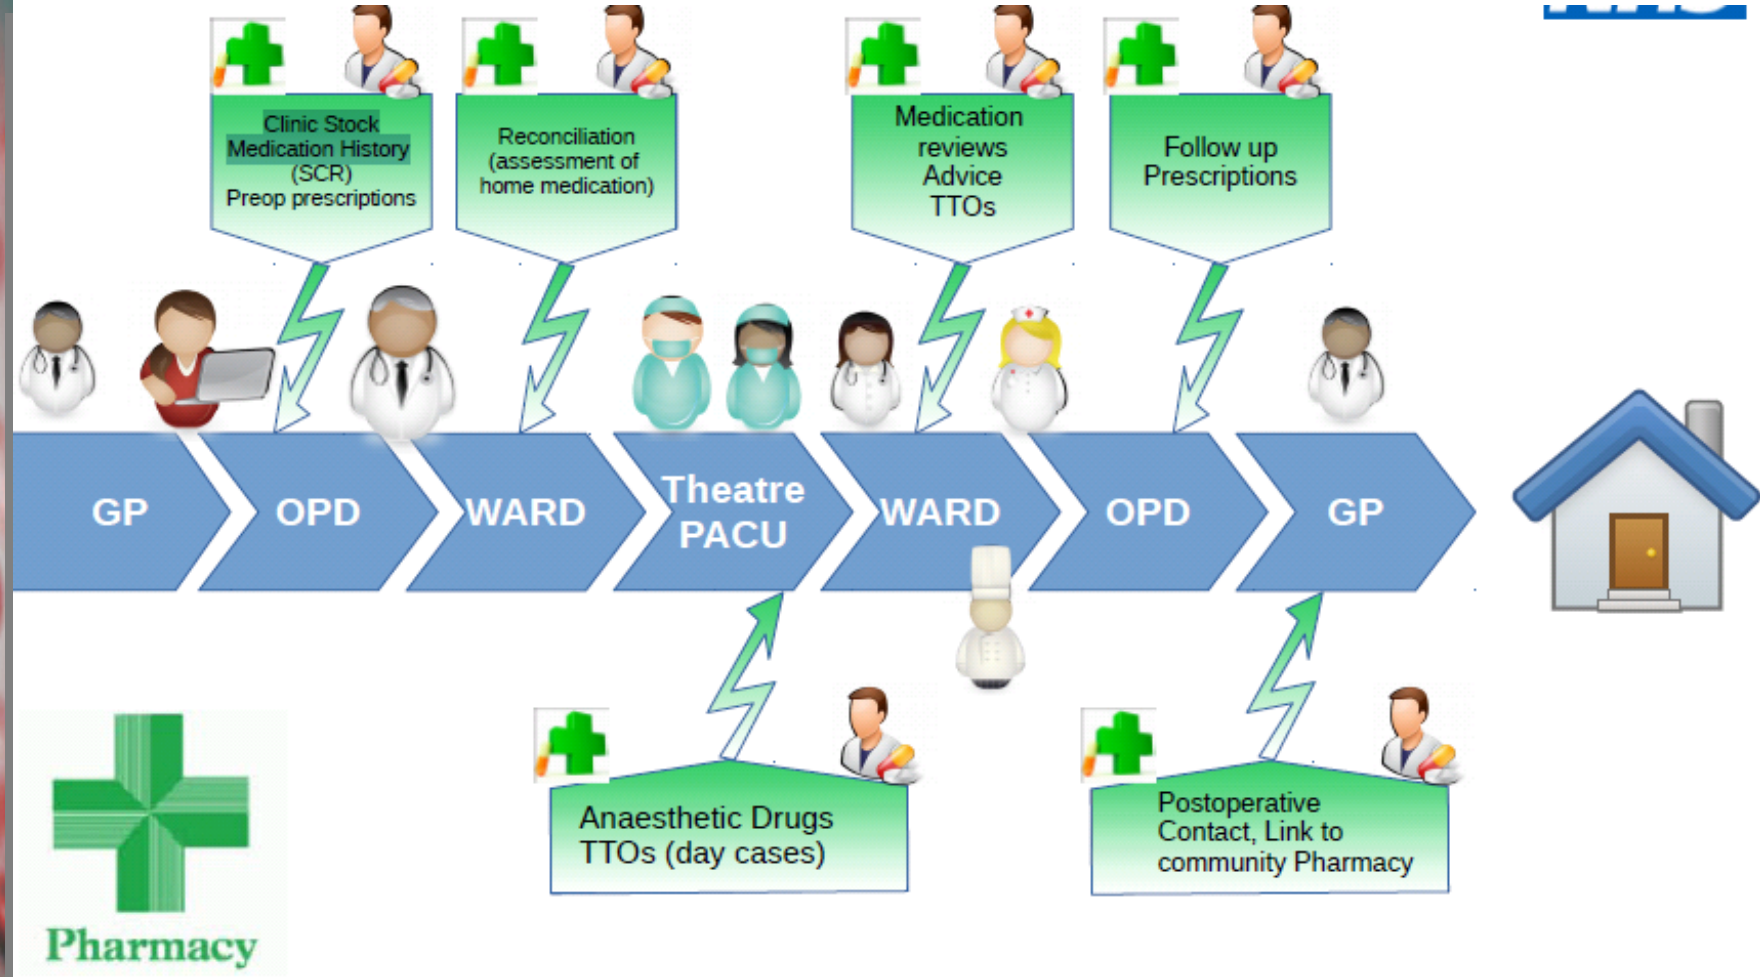 NHS
Clinic Stock
Medication History
(SCR)
Preop prescriptions
Reconciliation
(assessment of
home medication)
Medication
reviews
Advice
TTOs
Follow up
Prescriptions
GP
OPD
WARD
Theatre
PACU
WARD
OPD
GP
Anaesthetic Drugs
TTOs (day cases)
Postoperative
Contact, Link to
community Pharmacy
Pharmacy